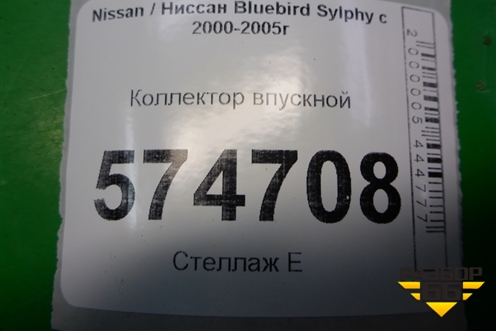 Nissan / Ниссан Bluebird Sylphy с
2000-2005г
Коллектор впускной
574708
Стеллаж Е
2000005444777